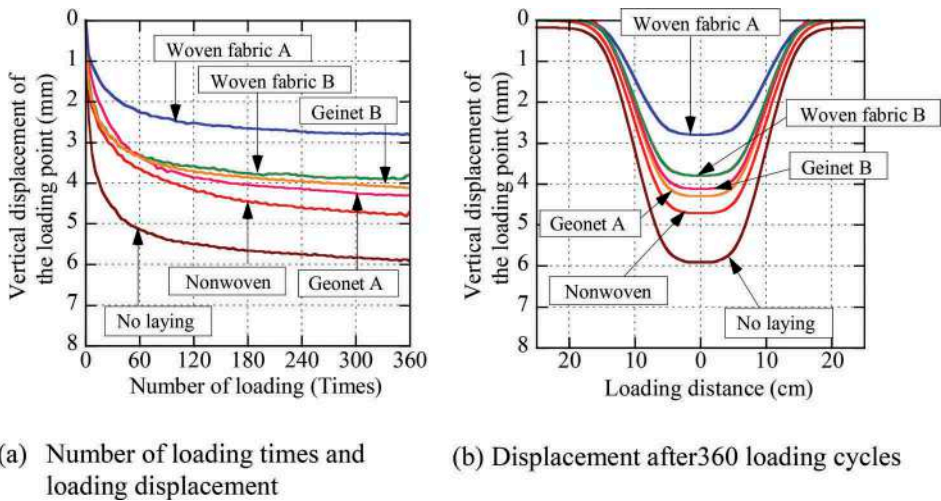 0
1
2
3
4
5
6
7
8
Vertical displacement of
the loading point (mm)
Woven fabric A
Woven fabric B
Geinet B
Nonwoven
Geonet A
No laying
0 60 120 180 240 300 360
Number of loading (Times)
(a) Number of loading times and
loading displacement
0
1
2
3
4
5
6
7
8
Vertical displacement of
the loading point (mm)
Woven fabric A
Woven fabric B
Geinet B
Geonet A
Nonwoven
No laying
20 10 0 10 20
Loading distance (cm)
(b) Displacement after360 loading cycles